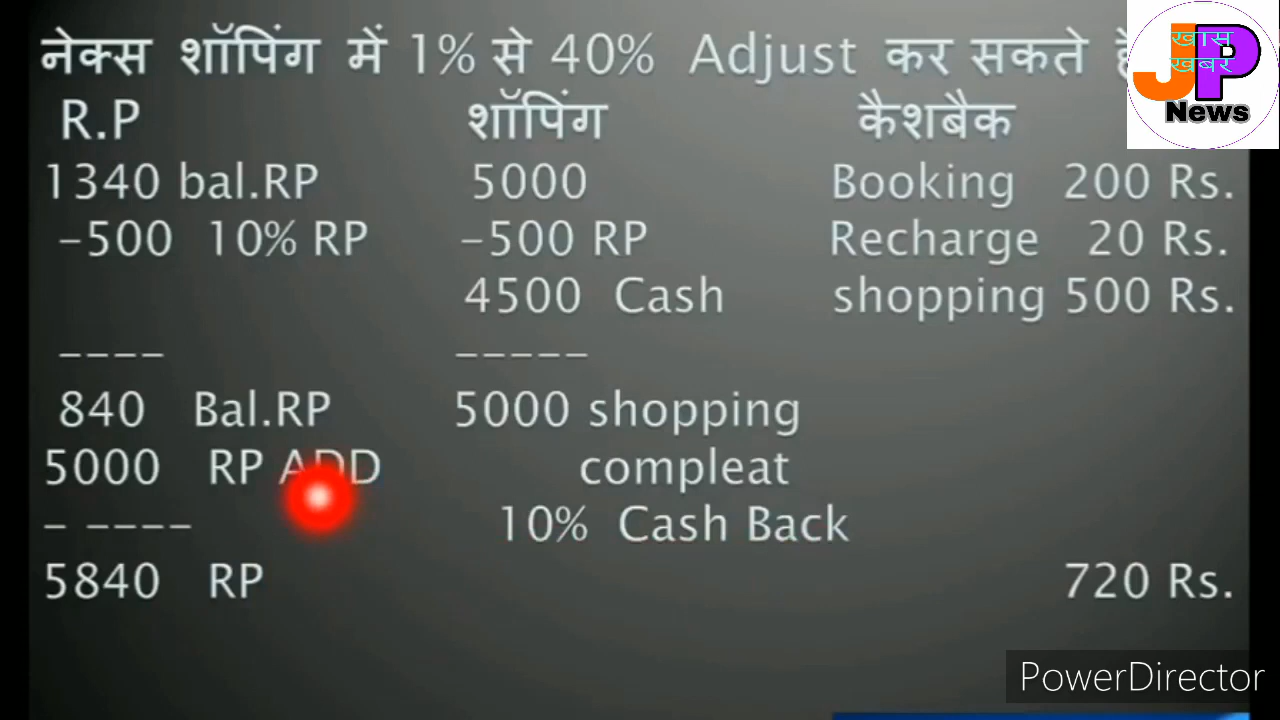 नेक्स शॉपिंग में 1% से 40% Adjust कर सकते
खास
खबर
JP
News
R.P शॉपिंग कैशबैक
1340 bal.RP 5000 Booking 200 Rs.
-500 10% RP -500 RP Recharge 20 Rs.
4500 Cash shopping 500 Rs.
---- -----
840 Bal.RP 5000 shopping
5000 RP ADD compleat
- ---- 10% Cash Back
5840 RP 720 Rs.
PowerDirector